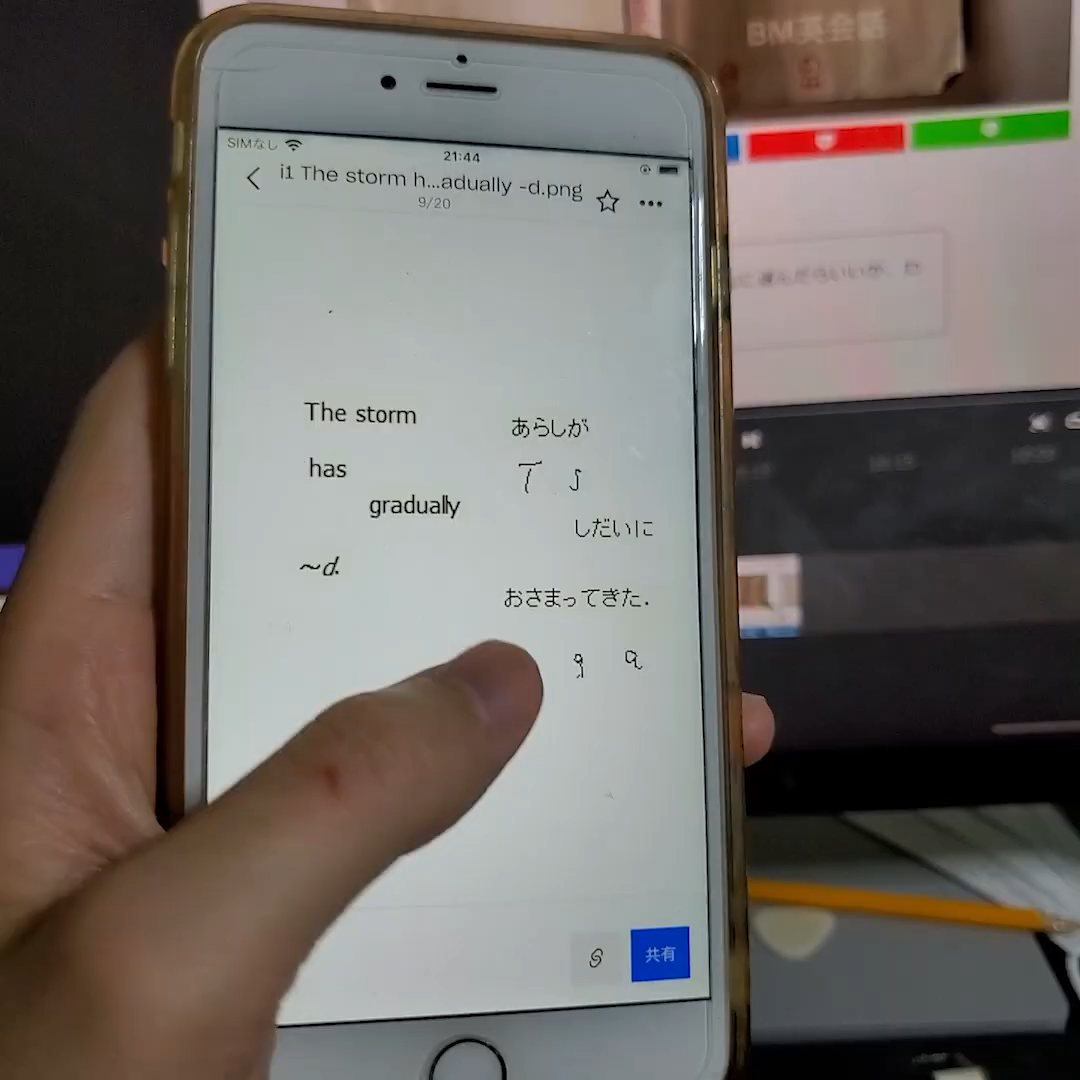 BM英会話
SIMなし
21:44
i1 The storm h...adually -d.png
9/20
The storm
あらしが
has
gradually
しだいに
~d.
おさまってきた.
共有